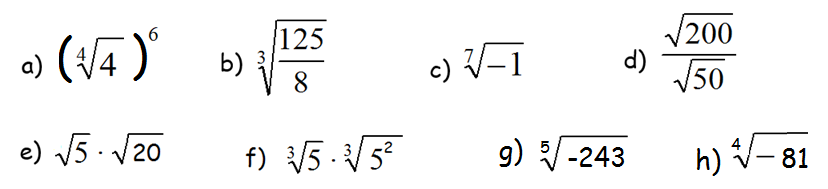 a) (∜4)⁶ b) ∛(125/8) c) ⁷√-1 d) √200/√50
e) √5 · √20 f) ∛5 · ∛5² g) ⁵√-243 h) ∜-81